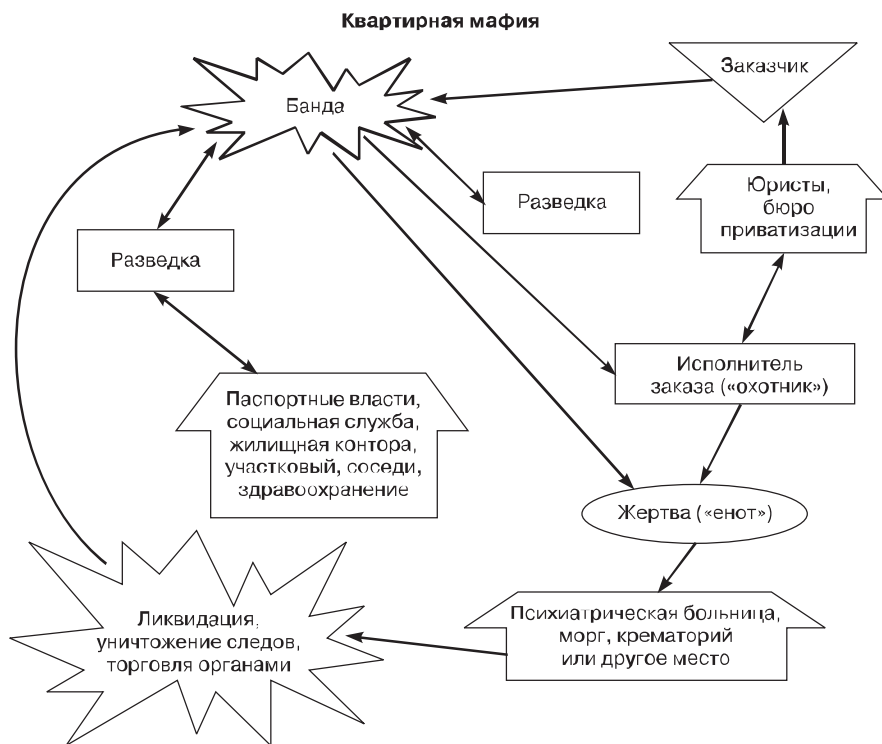 Квартирная мафия
Заказчик
Банда
Юристы,
бюро
приватизации
Разведка
Разведка
Исполнитель
заказа («охотник»)
Паспортные власти,
социальная служба,
жилищная контора,
участковый, соседи,
здравоохранение
Жертва («енот»)
Ликвидация,
уничтожение следов,
торговля органами
Психиатрическая больница,
морг, крематорий
или другое место